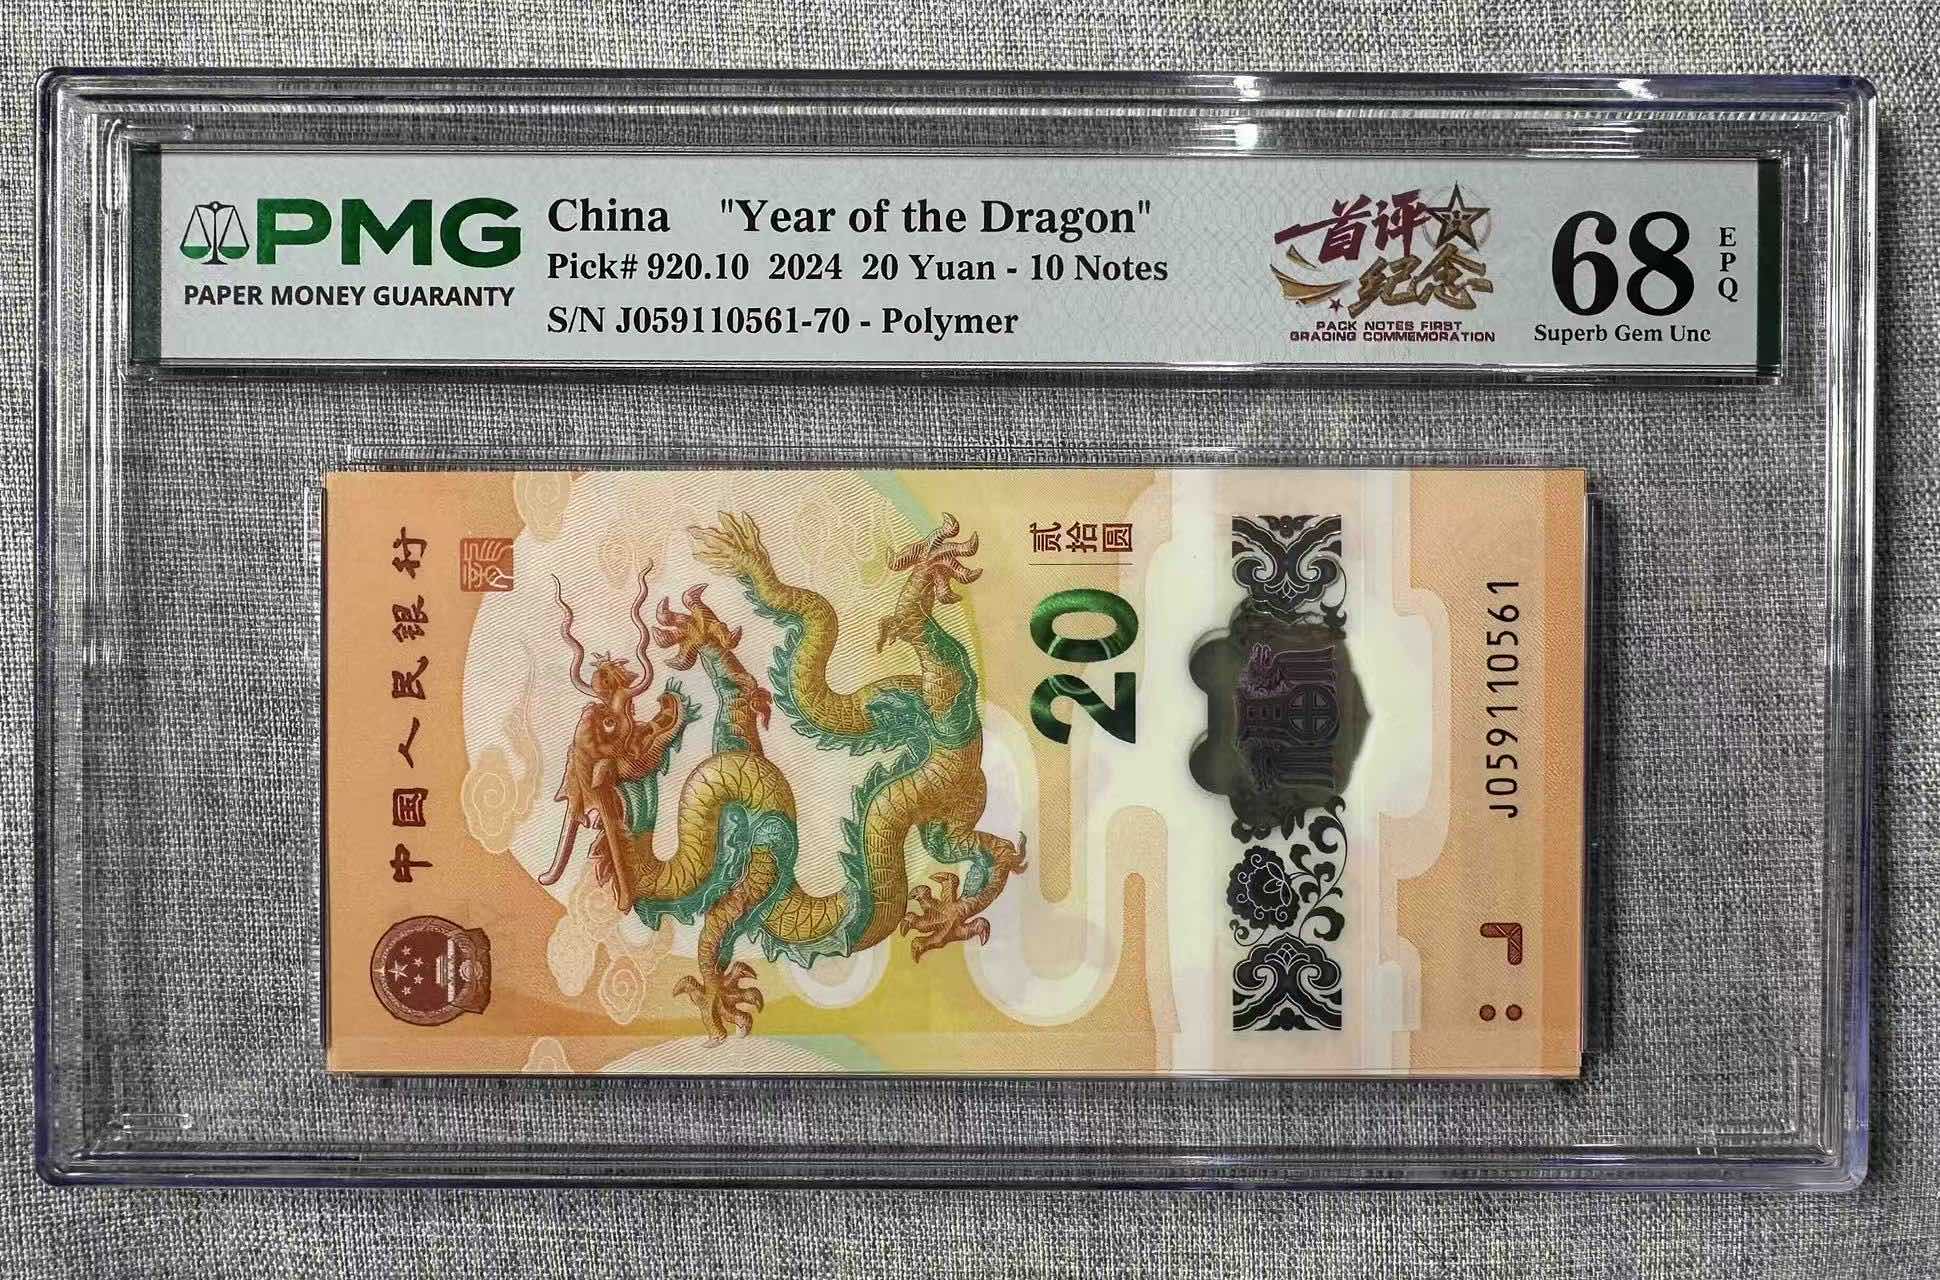 PMG
PAPER MONEY GUARANTY
China "Year of the Dragon"
Pick# 920.10 2024 20 Yuan - 10 Notes
S/N J059110561-70 - Polymer
首评
纪念
PACK NOTES FIRST
GRADING COMMEMORATION
68
EPQ
Superb Gem Unc
中国人民银行
贰拾圆
20
J059110561